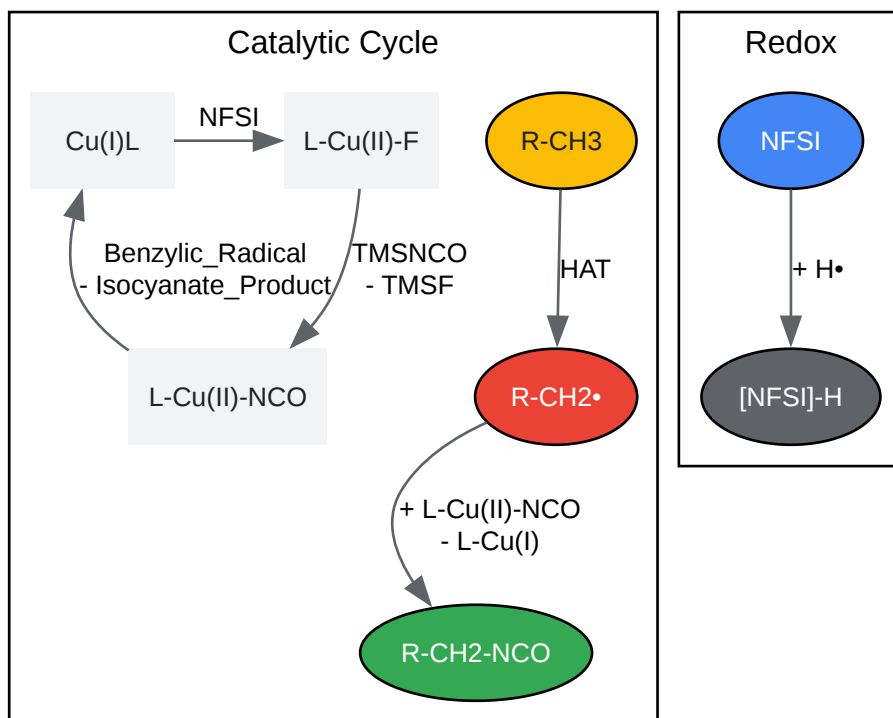 Catalytic Cycle
Redox
Cu(I)L
NFSI
L-Cu(II)-F
R-CH3
NFSI
Benzylic_Radical
- Isocyanate_Product
TMSNCO
- TMSF
HAT
+ H•
L-Cu(II)-NCO
R-CH2•
[NFSI]-H
+ L-Cu(II)-NCO
- L-Cu(I)
R-CH2-NCO